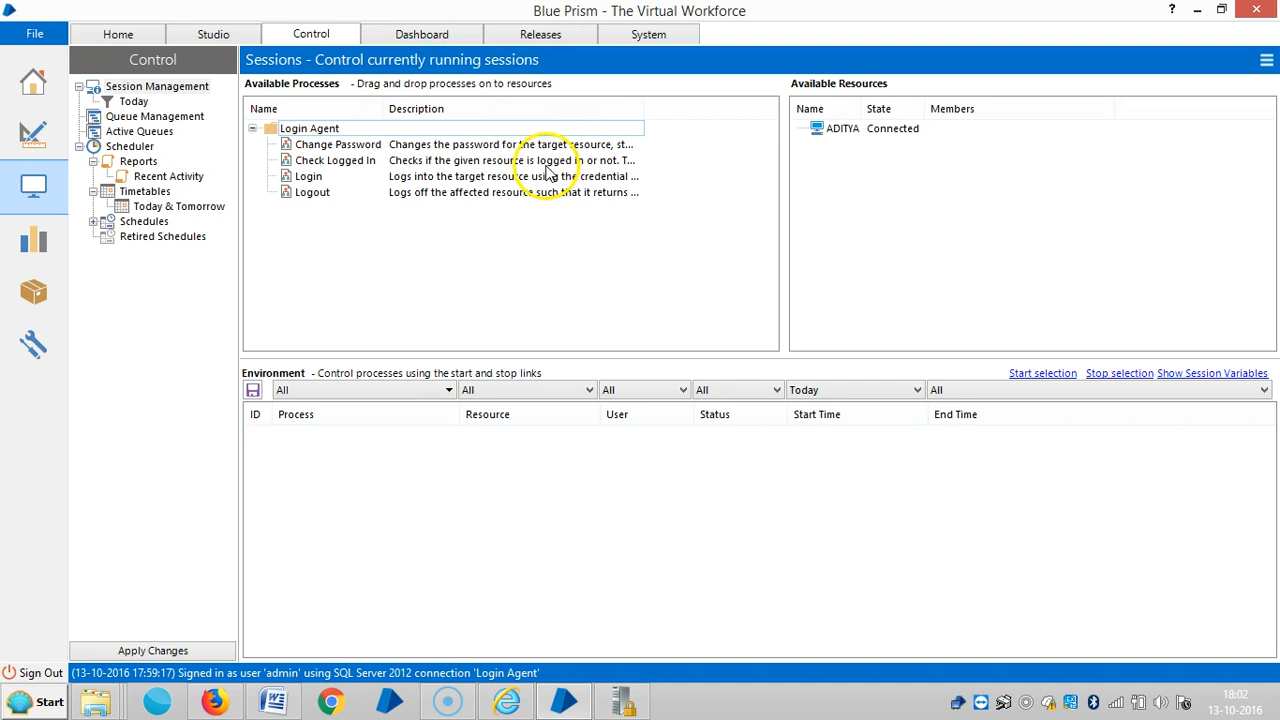 Blue Prism - The Virtual Workforce
?
File
Home
Studio
Control
Dashboard
Releases
System
Control
Sessions - Control currently running sessions
Session Management
Today
Queue Management
Active Queues
Scheduler
Reports
Recent Activity
Timetables
Today & Tomorrow
Schedules
Retired Schedules
Apply Changes
Available Processes - Drag and drop processes on to resources
Name Description
Login Agent
Change Password Changes the password for the target resource, st...
Check Logged In Checks if the given resource is logged in or not. T...
Login Logs into the target resource using the credential ...
Logout Logs off the affected resource such that it returns ...
Available Resources
Name State Members
ADITYA Connected
Environment - Control processes using the start and stop links
Start selection Stop selection Show Session Variables
All All All All Today All
ID Process Resource User Status Start Time End Time
Sign Out
(13-10-2016 17:59:17) Signed in as user 'admin' using SQL Server 2012 connection 'Login Agent'
Start
18:02
13-10-2016